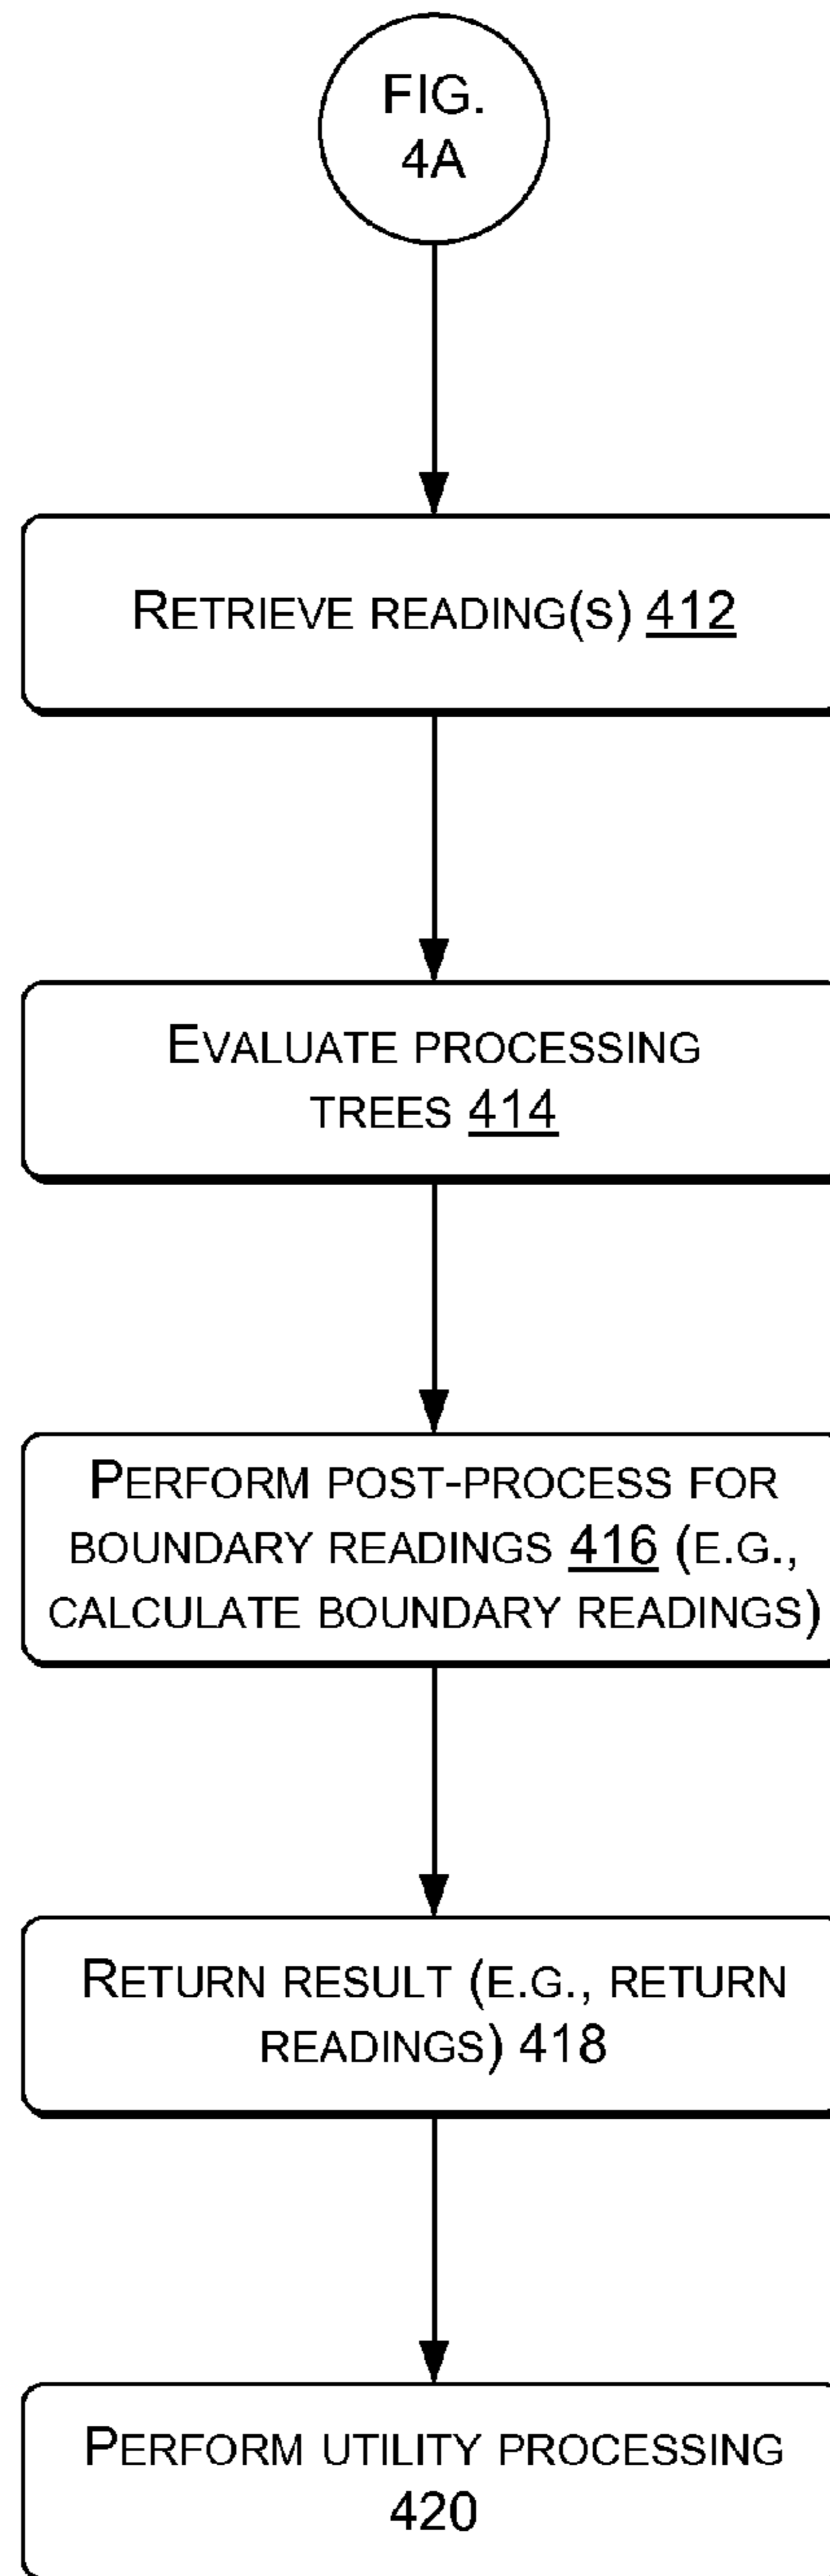 FIG.
4A
RETRIEVE READING(S) 412
EVALUATE PROCESSING
TREES 414
PERFORM POST-PROCESS FOR
BOUNDARY READINGS 416 (E.G.,
CALCULATE BOUNDARY READINGS)
RETURN RESULT (E.G., RETURN
READINGS) 418
PERFORM UTILITY PROCESSING
420